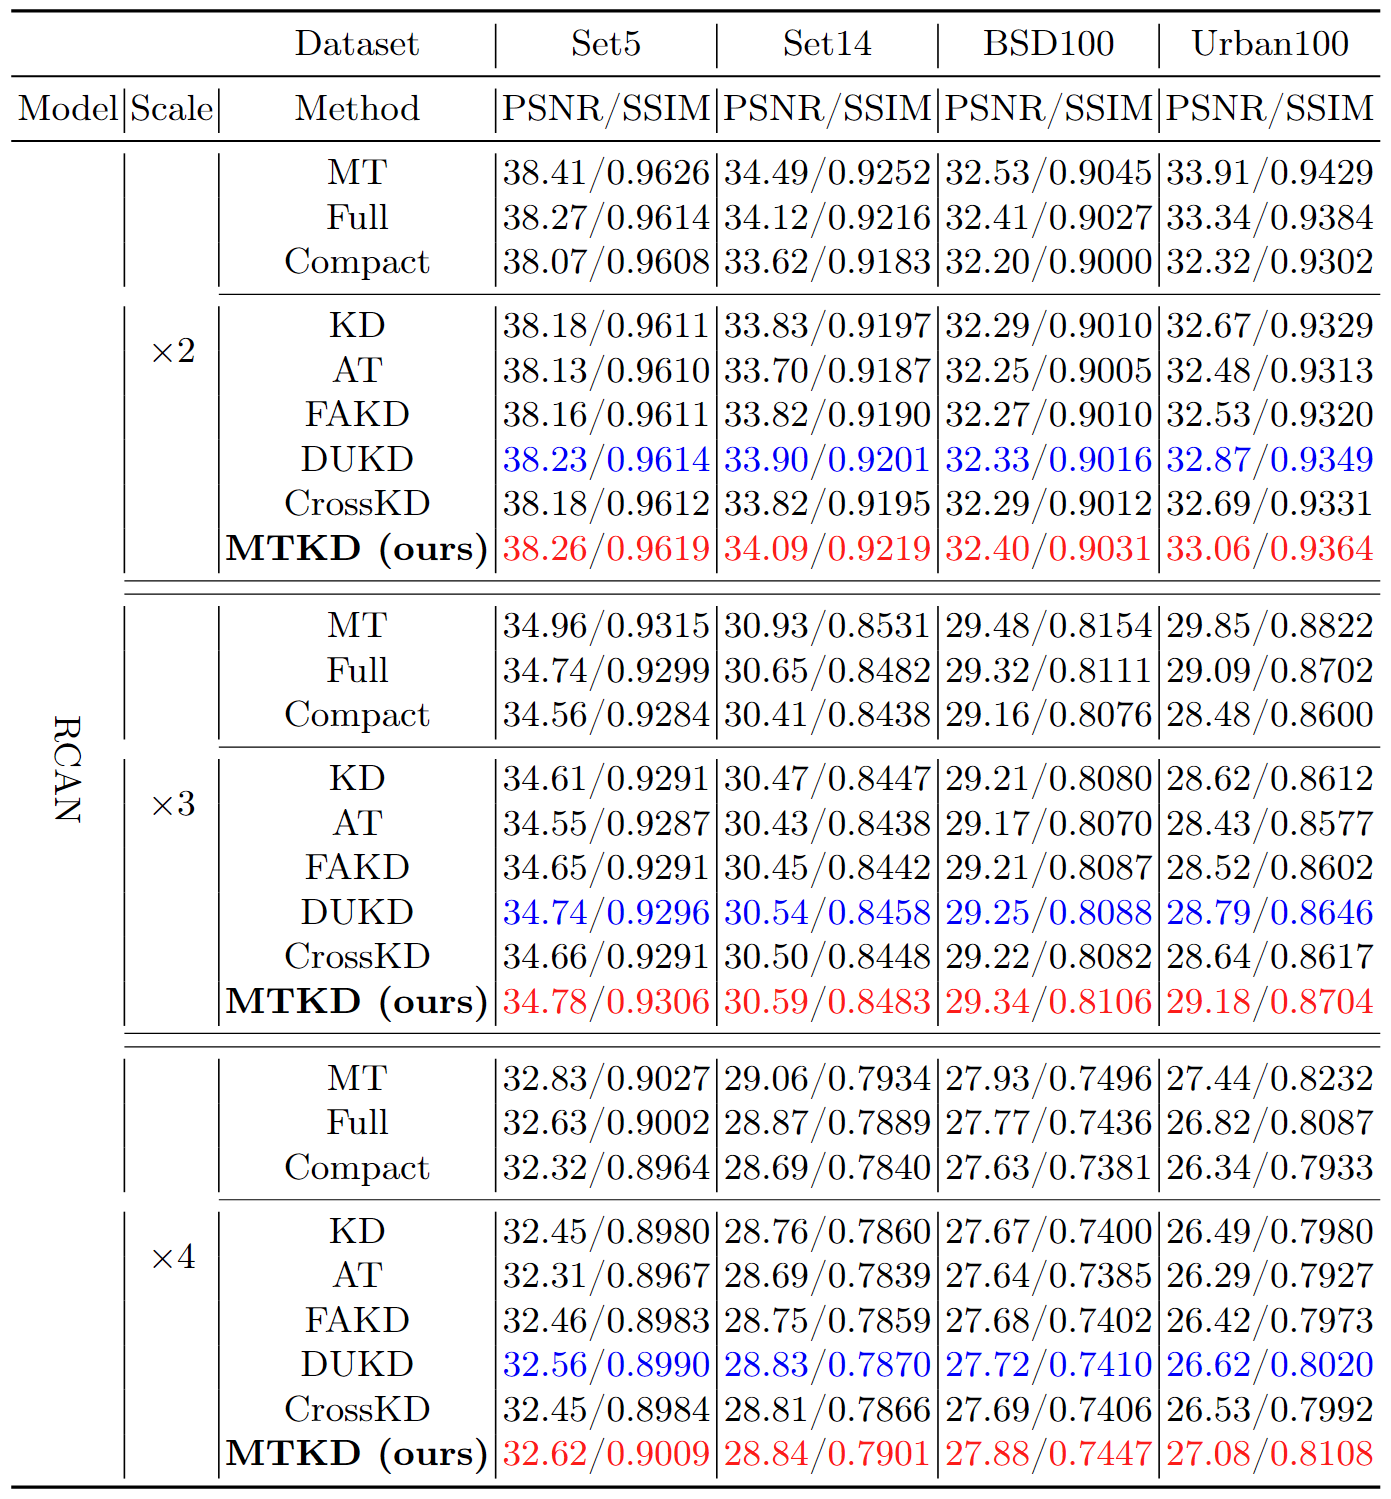 Dataset Set5 Set14 BSD100 Urban100
Model Scale Method PSNR/SSIM PSNR/SSIM PSNR/SSIM PSNR/SSIM
RCAN
×2
MT 38.41/0.9626 34.49/0.9252 32.53/0.9045 33.91/0.9429
Full 38.27/0.9614 34.12/0.9216 32.41/0.9027 33.34/0.9384
Compact 38.07/0.9608 33.62/0.9183 32.20/0.9000 32.32/0.9302
KD 38.18/0.9611 33.83/0.9197 32.29/0.9010 32.67/0.9329
AT 38.13/0.9610 33.70/0.9187 32.25/0.9005 32.48/0.9313
FAKD 38.16/0.9611 33.82/0.9190 32.27/0.9010 32.53/0.9320
DUKD 38.23/0.9614 33.90/0.9201 32.33/0.9016 32.87/0.9349
CrossKD 38.18/0.9612 33.82/0.9195 32.29/0.9012 32.69/0.9331
MTKD (ours) 38.26/0.9619 34.09/0.9219 32.40/0.9031 33.06/0.9364
×3
MT 34.96/0.9315 30.93/0.8531 29.48/0.8154 29.85/0.8822
Full 34.74/0.9299 30.65/0.8482 29.32/0.8111 29.09/0.8702
Compact 34.56/0.9284 30.41/0.8438 29.16/0.8076 28.48/0.8600
KD 34.61/0.9291 30.47/0.8447 29.21/0.8080 28.62/0.8612
AT 34.55/0.9287 30.43/0.8438 29.17/0.8070 28.43/0.8577
FAKD 34.65/0.9291 30.45/0.8442 29.21/0.8087 28.52/0.8602
DUKD 34.74/0.9296 30.54/0.8458 29.25/0.8088 28.79/0.8646
CrossKD 34.66/0.9291 30.50/0.8448 29.22/0.8082 28.64/0.8617
MTKD (ours) 34.78/0.9306 30.59/0.8483 29.34/0.8106 29.18/0.8704
×4
MT 32.83/0.9027 29.06/0.7934 27.93/0.7496 27.44/0.8232
Full 32.63/0.9002 28.87/0.7889 27.77/0.7436 26.82/0.8087
Compact 32.32/0.8964 28.69/0.7840 27.63/0.7381 26.34/0.7933
KD 32.45/0.8980 28.76/0.7860 27.67/0.7400 26.49/0.7980
AT 32.31/0.8967 28.69/0.7839 27.64/0.7385 26.29/0.7927
FAKD 32.46/0.8983 28.75/0.7859 27.68/0.7402 26.42/0.7973
DUKD 32.56/0.8990 28.83/0.7870 27.72/0.7410 26.62/0.8020
CrossKD 32.45/0.8984 28.81/0.7866 27.69/0.7406 26.53/0.7992
MTKD (ours) 32.62/0.9009 28.84/0.7901 27.88/0.7447 27.08/0.8108